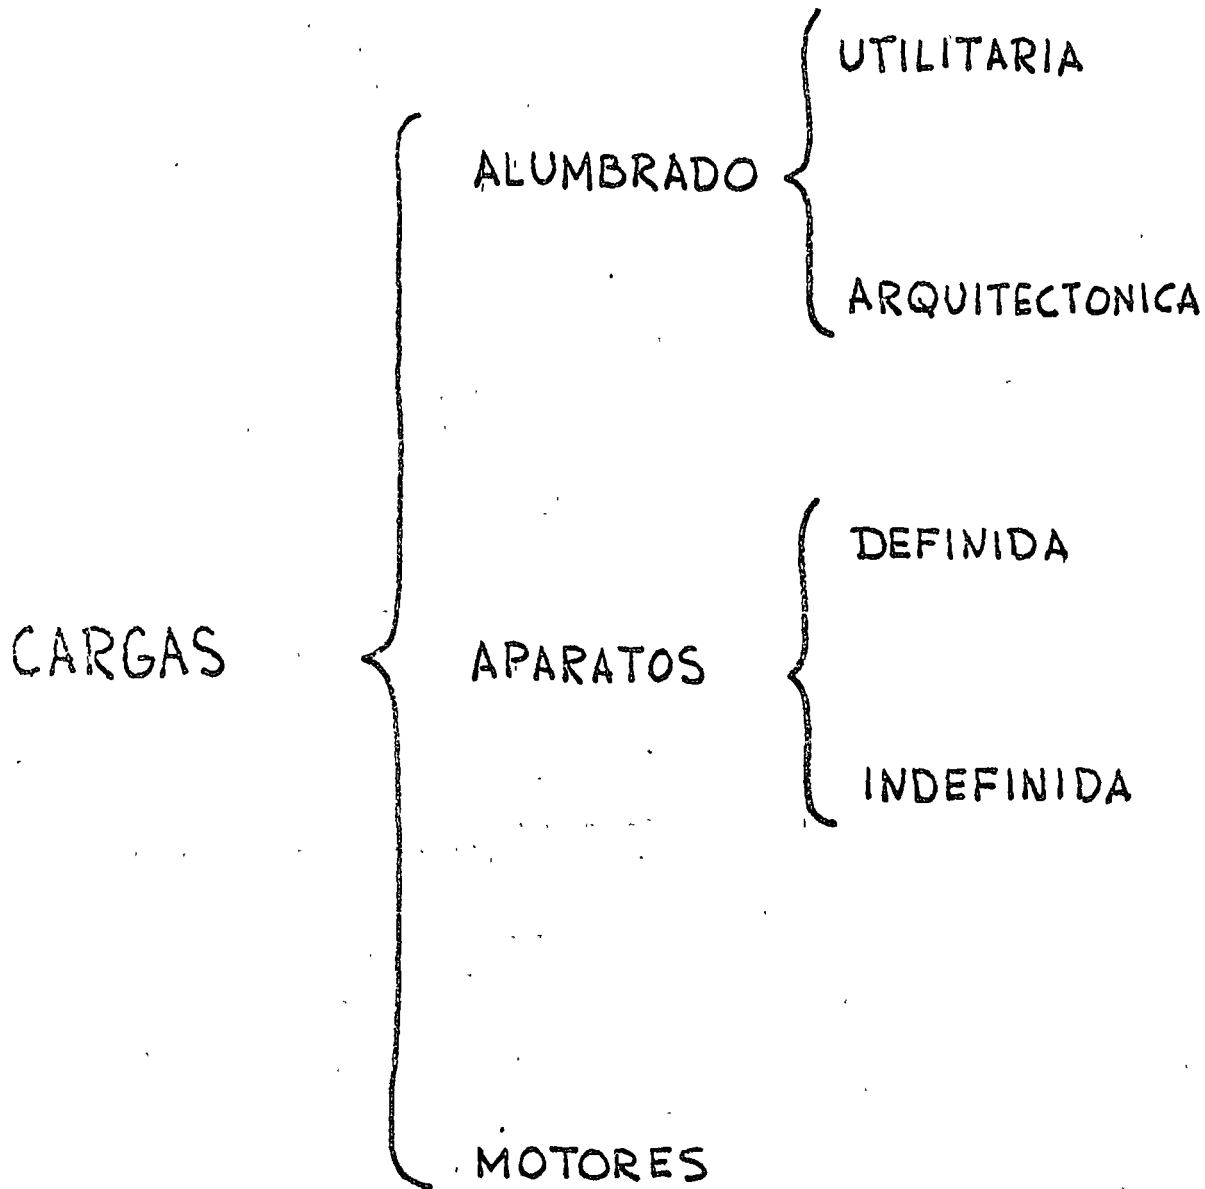 CARGAS
ALUMBRADO
UTILITARIA
ARQUITECTONICA
APARATOS
DEFINIDA
INDEFINIDA
MOTORES